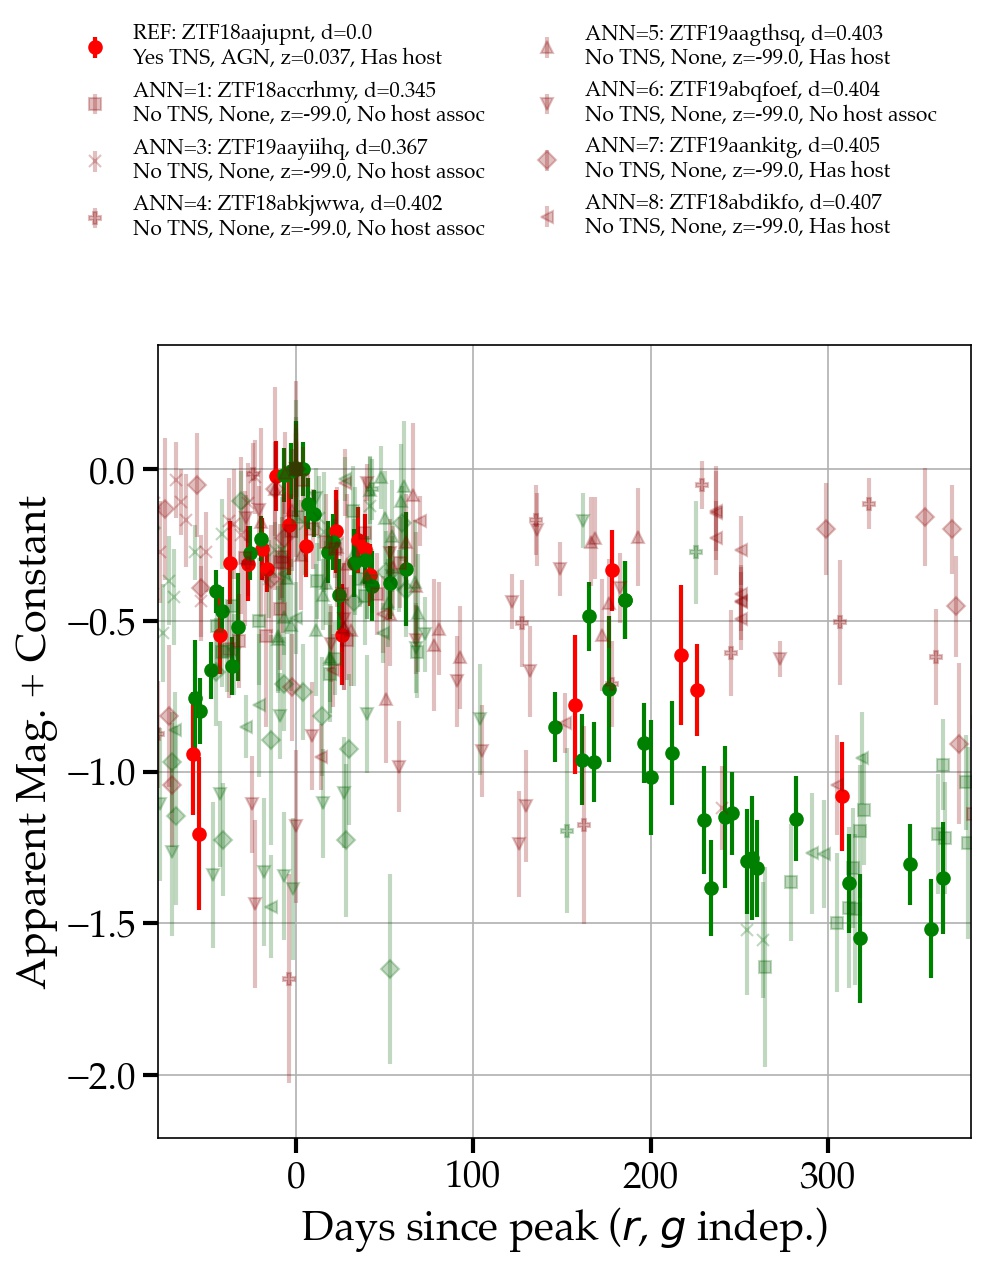 REF: ZTF18aajupnt, d=0.0
Yes TNS, AGN, z=0.037, Has host
ANN=1: ZTF18accrhmy, d=0.345
No TNS, None, z=-99.0, No host assoc
ANN=3: ZTF19aayiihq, d=0.367
No TNS, None, z=-99.0, No host assoc
ANN=4: ZTF18abkjwwa, d=0.402
No TNS, None, z=-99.0, No host assoc
ANN=5: ZTF19aagthsq, d=0.403
No TNS, None, z=-99.0, Has host
ANN=6: ZTF19abqfoef, d=0.404
No TNS, None, z=-99.0, No host assoc
ANN=7: ZTF19aankitg, d=0.405
No TNS, None, z=-99.0, Has host
ANN=8: ZTF18abdikfo, d=0.407
No TNS, None, z=-99.0, Has host
Apparent Mag. + Constant
0.0
−0.5
−1.0
−1.5
−2.0
0 100 200 300
Days since peak (r, g indep.)